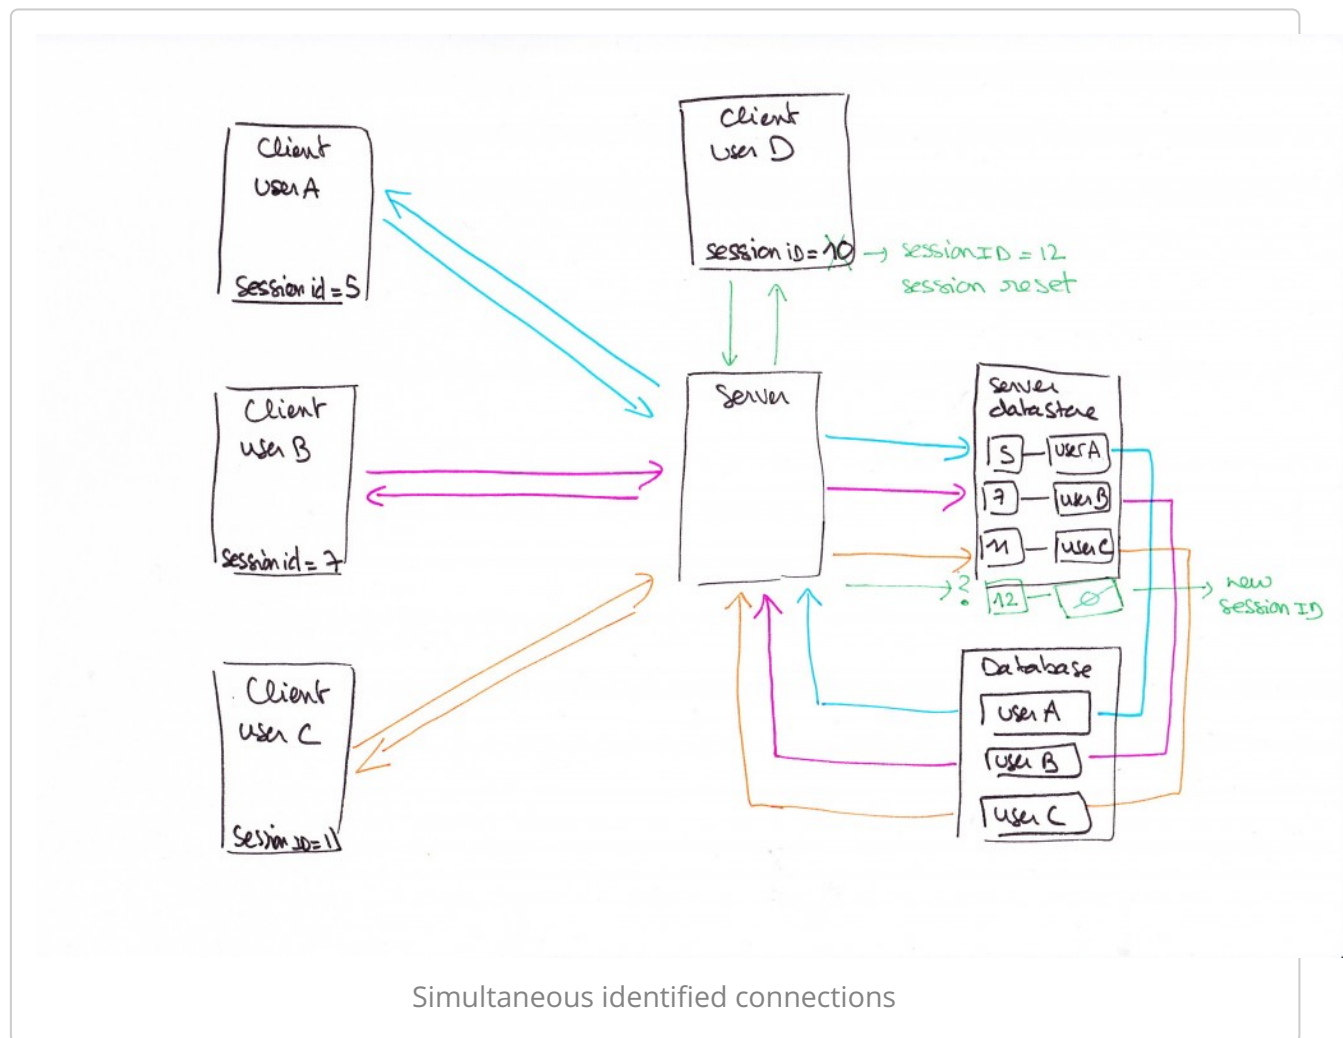 Client
user A
Session id = 5
Client
user D
session iD = 10 → sessionID = 12
session reset
Client
user B
session id = 7
Server
server
datastore
5 — user A
7 — user B
11 — user C
? 12 — ∅ → new
session ID
Client
user C
Session ID = 11
Database
user A
user B
user C
Simultaneous identified connections